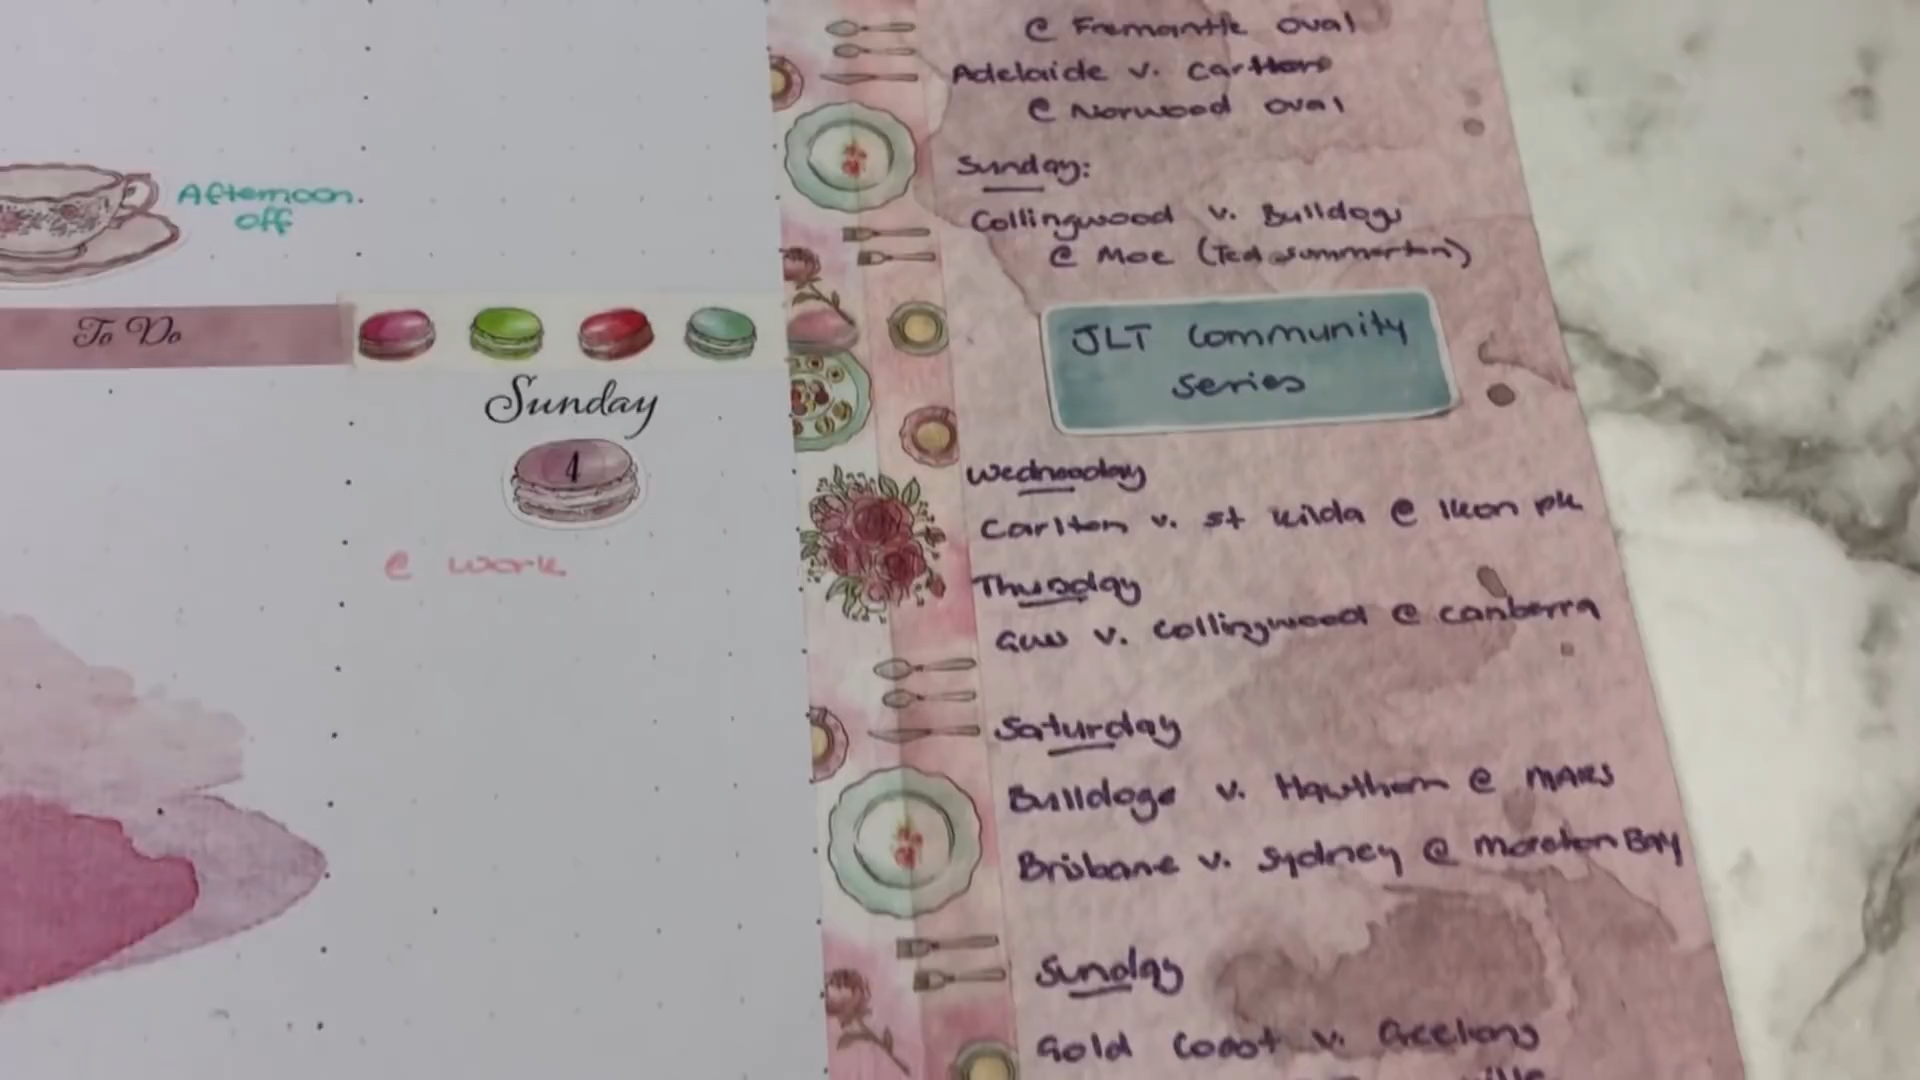 Afternoon
off
To Do
Sunday
4
@ work
@ Fremantle Oval
Adelaide v. Carlton
@ Norwood Oval
Sunday:
Collingwood v. Bulldogs
@ Moe (Ted Summerton)
JLT Community
Series
Wednesday
Carlton v. St Kilda @ Ikon pk
Thursday
GWS v. Collingwood @ Canberra
Saturday
Bulldogs v. Hawthorn @ MARS
Brisbane v. Sydney @ Moreton Bay
Sunday
Gold Coast v. Geelong